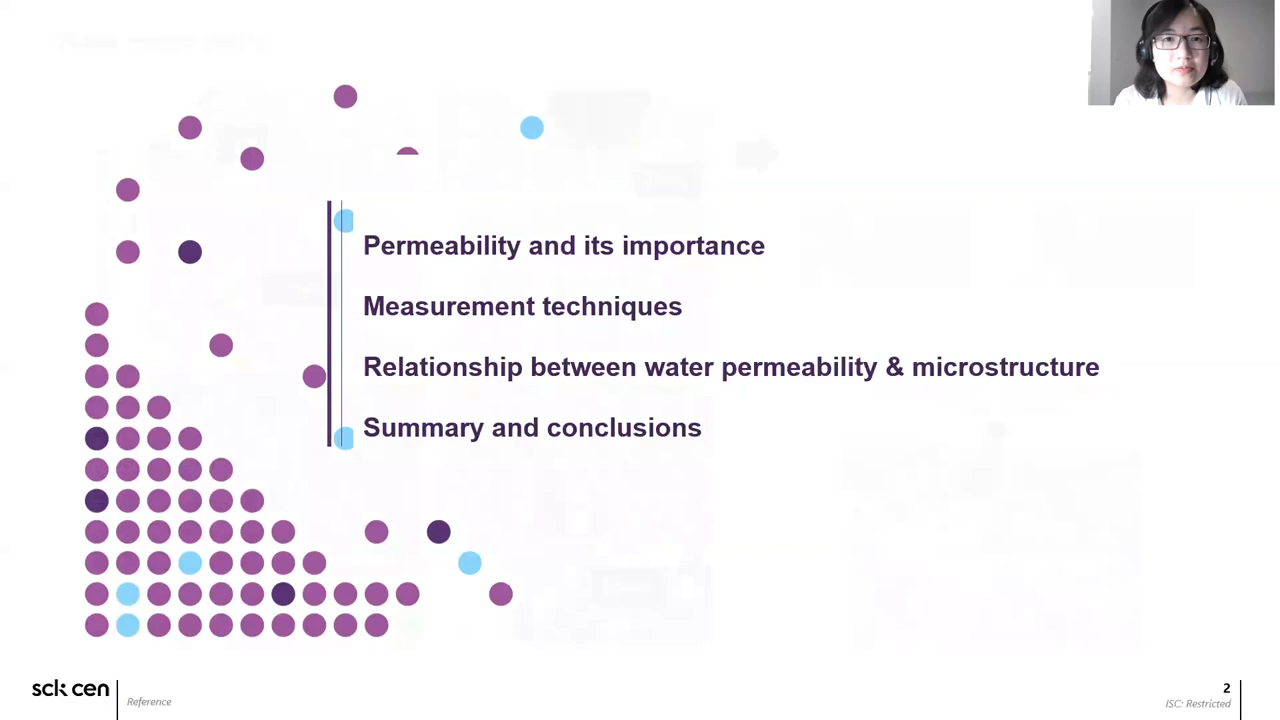 Permeability and its importance
Measurement techniques
Relationship between water permeability & microstructure
Summary and conclusions
sck cen
Reference
2
ISC: Restricted